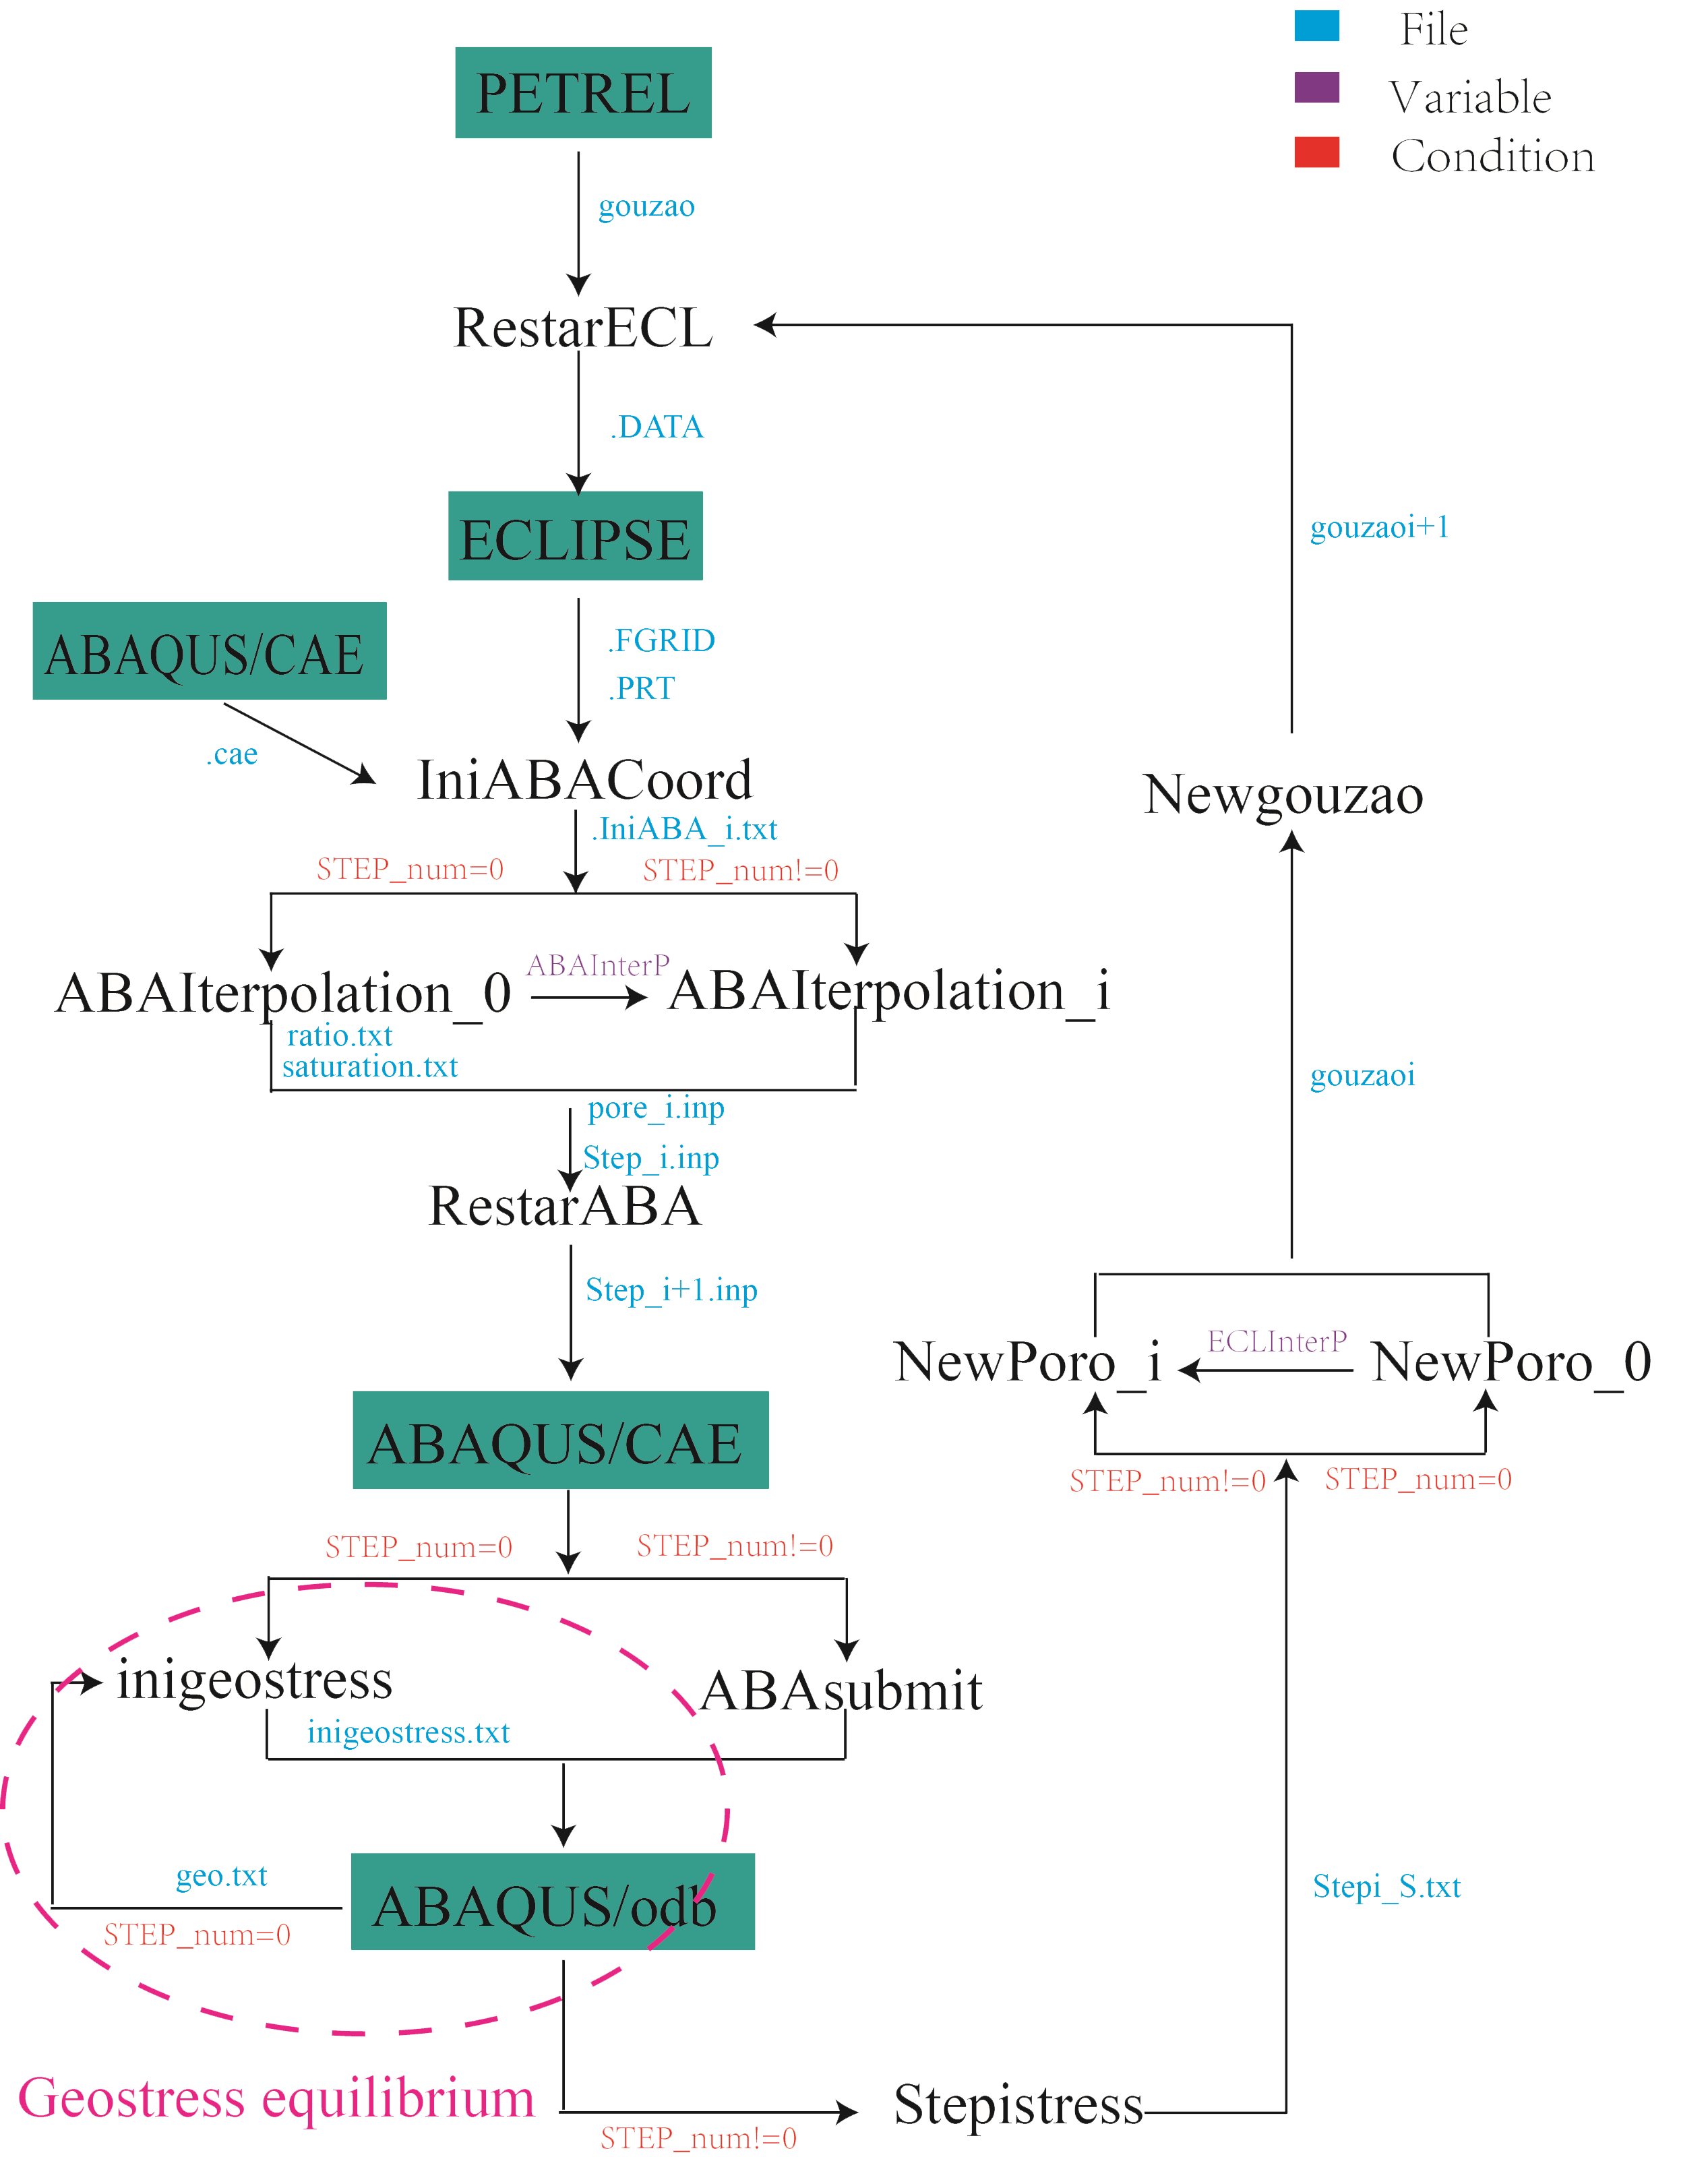 File
Variable
Condition
PETREL
gouzao
RestarECL
.DATA
ECLIPSE
gouzaoi+1
ABAQUS/CAE
.FGRID
.PRT
.cae
IniABACoord
Newgouzao
.IniABA_i.txt
STEP_num=0
STEP_num!=0
ABAIterpolation_0
ABAInterP
ABAIterpolation_i
ratio.txt
saturation.txt
gouzaoi
pore_i.inp
Step_i.inp
RestarABA
Step_i+1.inp
NewPoro_i
ECLInterP
NewPoro_0
STEP_num!=0
STEP_num=0
ABAQUS/CAE
STEP_num=0
STEP_num!=0
inigeostress
ABAsubmit
inigeostress.txt
geo.txt
STEP_num=0
ABAQUS/odb
Stepi_S.txt
Geostress equilibrium
STEP_num!=0
Stepistress